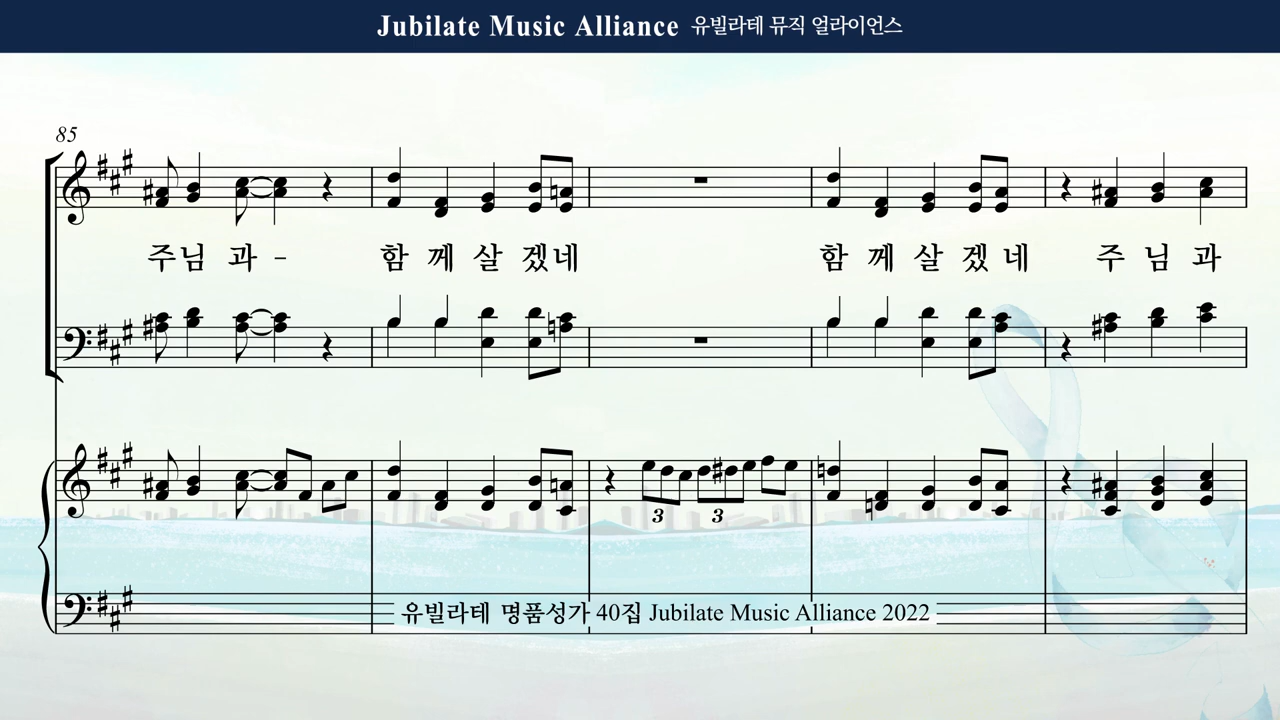 Jubilate Music Alliance 유빌라테 뮤직 얼라이언스
85
주님 과 - 함 께 살 겠네 함 께 살 겠 네 주 님 과
3 3
유빌라테 명품성가 40집 Jubilate Music Alliance 2022